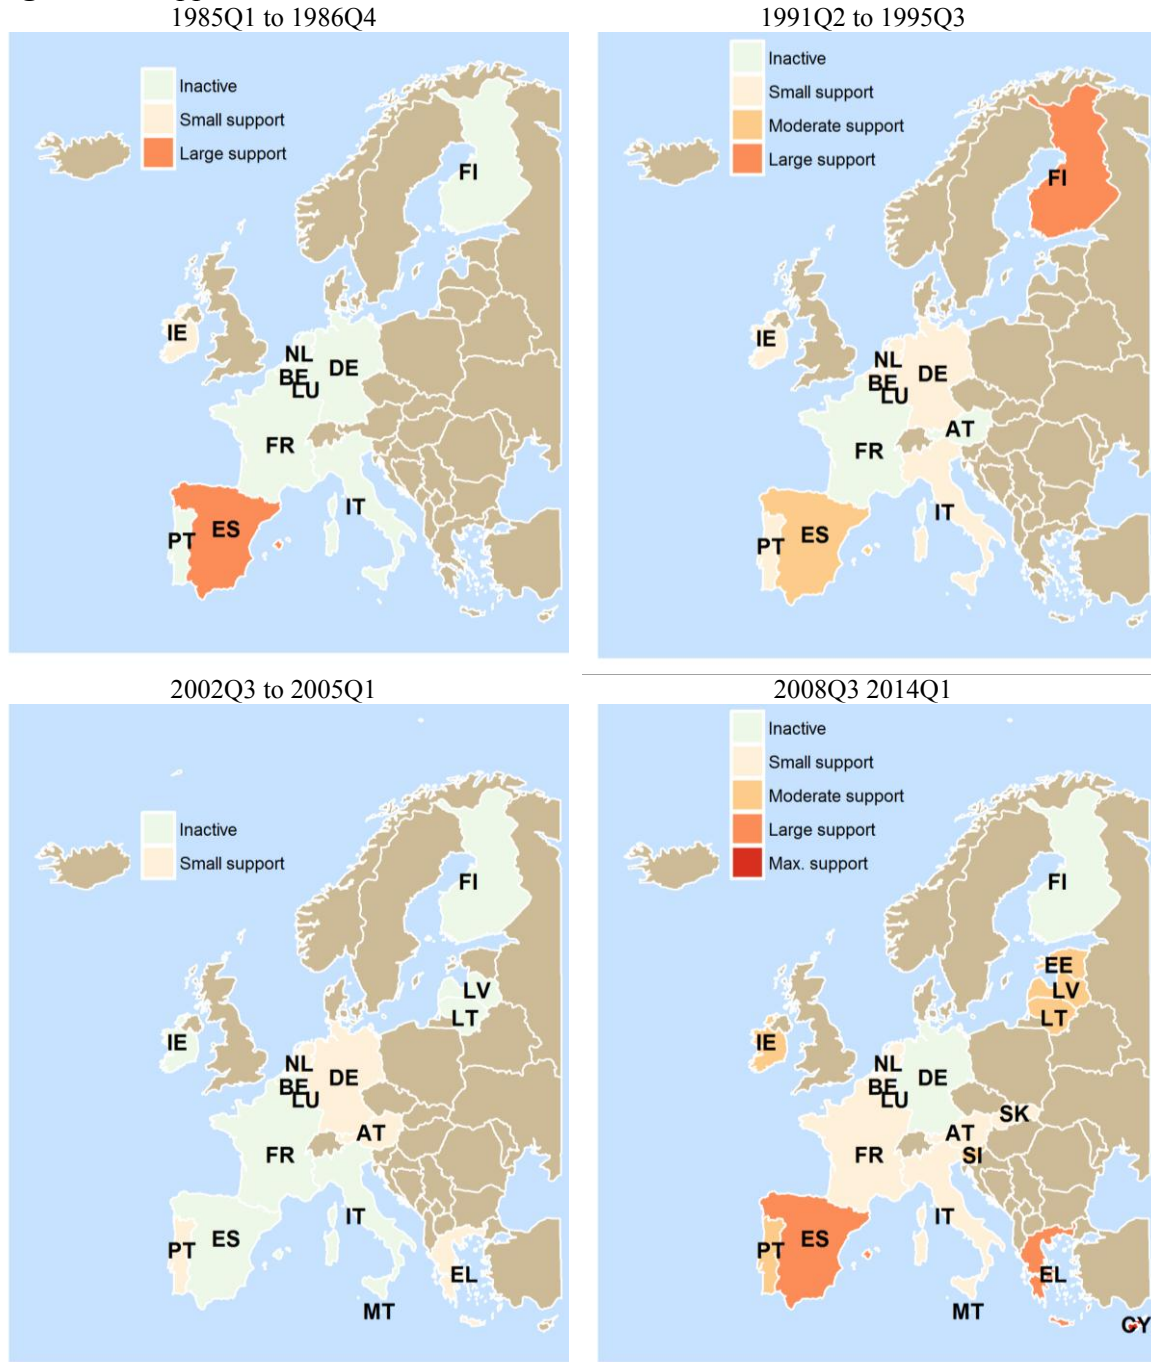 1985Q1 to 1986Q4
Inactive
Small support
Large support
FI
IE
NL
DE
BE
LU
FR
IT
ES
PT
1991Q2 to 1995Q3
Inactive
Small support
Moderate support
Large support
FI
IE
NL
DE
BE
LU
AT
FR
IT
ES
PT
2002Q3 to 2005Q1
Inactive
Small support
FI
LV
LT
IE
NL
DE
BE
LU
AT
FR
IT
ES
PT
EL
MT
2008Q3 2014Q1
Inactive
Small support
Moderate support
Large support
Max. support
FI
EE
LV
LT
IE
NL
DE
BE
LU
SK
AT
FR
SI
IT
ES
PT
EL
MT
CY